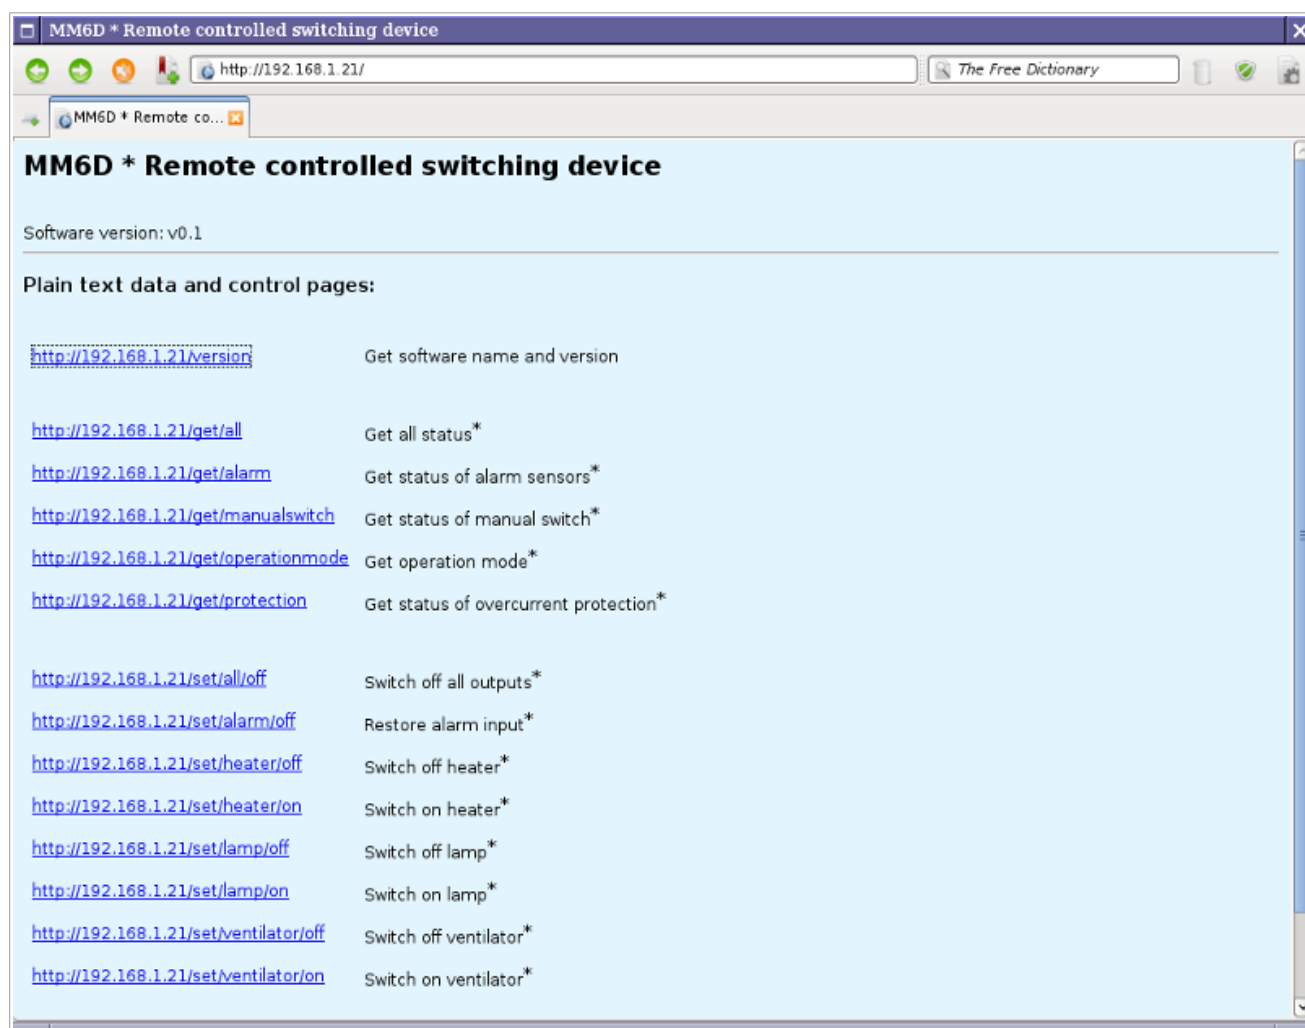 MM6D * Remote controlled switching device
http://192.168.1.21/
The Free Dictionary
MM6D * Remote co...
MM6D * Remote controlled switching device
Software version: v0.1
Plain text data and control pages:
http://192.168.1.21/version Get software name and version
http://192.168.1.21/get/all Get all status*
http://192.168.1.21/get/alarm Get status of alarm sensors*
http://192.168.1.21/get/manualswitch Get status of manual switch*
http://192.168.1.21/get/operationmode Get operation mode*
http://192.168.1.21/get/protection Get status of overcurrent protection*
http://192.168.1.21/set/all/off Switch off all outputs*
http://192.168.1.21/set/alarm/off Restore alarm input*
http://192.168.1.21/set/heater/off Switch off heater*
http://192.168.1.21/set/heater/on Switch on heater*
http://192.168.1.21/set/lamp/off Switch off lamp*
http://192.168.1.21/set/lamp/on Switch on lamp*
http://192.168.1.21/set/ventilator/off Switch off ventilator*
http://192.168.1.21/set/ventilator/on Switch on ventilator*